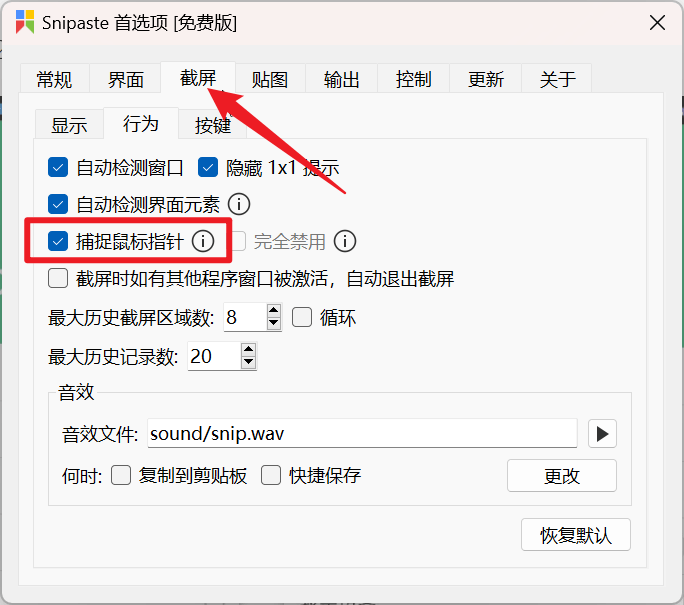 Snipaste 首选项 [免费版]
常规 界面 截屏 贴图 输出 控制 更新 关于
显示 行为 按键
自动检测窗口 隐藏 1x1 提示
自动检测界面元素
捕捉鼠标指针 完全禁用
截屏时如有其他程序窗口被激活，自动退出截屏
最大历史截屏区域数: 8 循环
最大历史记录数: 20
音效
音效文件: sound/snip.wav
何时: 复制到剪贴板 快捷保存 更改
恢复默认